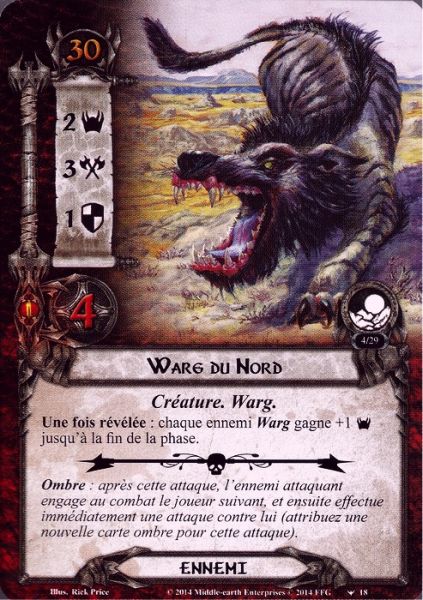 30
2
3
1
4
4/29
Warg du Nord
Créature. Warg.
Une fois révélée : chaque ennemi Warg gagne +1
jusqu'à la fin de la phase.
Ombre : après cette attaque, l'ennemi attaquant
engage au combat le joueur suivant, et ensuite effectue
immédiatement une attaque contre lui (attribuez une
nouvelle carte ombre pour cette attaque).
ENNEMI
Illus. Rick Price
© 2014 Middle-earth Enterprises © 2014 FFG
18